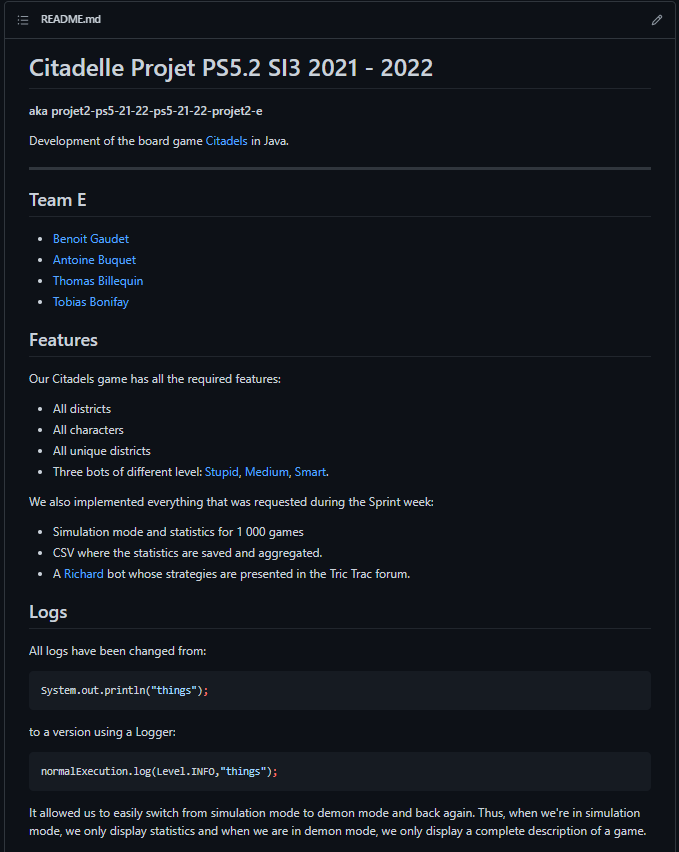 README.md
Citadelle Projet PS5.2 SI3 2021 - 2022
aka projet2-ps5-21-22-ps5-21-22-projet2-e
Development of the board game Citadels in Java.
Team E
Benoit Gaudet
Antoine Buquet
Thomas Billequin
Tobias Bonifay
Features
Our Citadels game has all the required features:
All districts
All characters
All unique districts
Three bots of different level: Stupid, Medium, Smart.
We also implemented everything that was requested during the Sprint week:
Simulation mode and statistics for 1 000 games
CSV where the statistics are saved and aggregated.
A Richard bot whose strategies are presented in the Tric Trac forum.
Logs
All logs have been changed from:
System.out.println("things");
to a version using a Logger:
normalExecution.log(Level.INFO,"things");
It allowed us to easily switch from simulation mode to demon mode and back again. Thus, when we're in simulation
mode, we only display statistics and when we are in demon mode, we only display a complete description of a game.